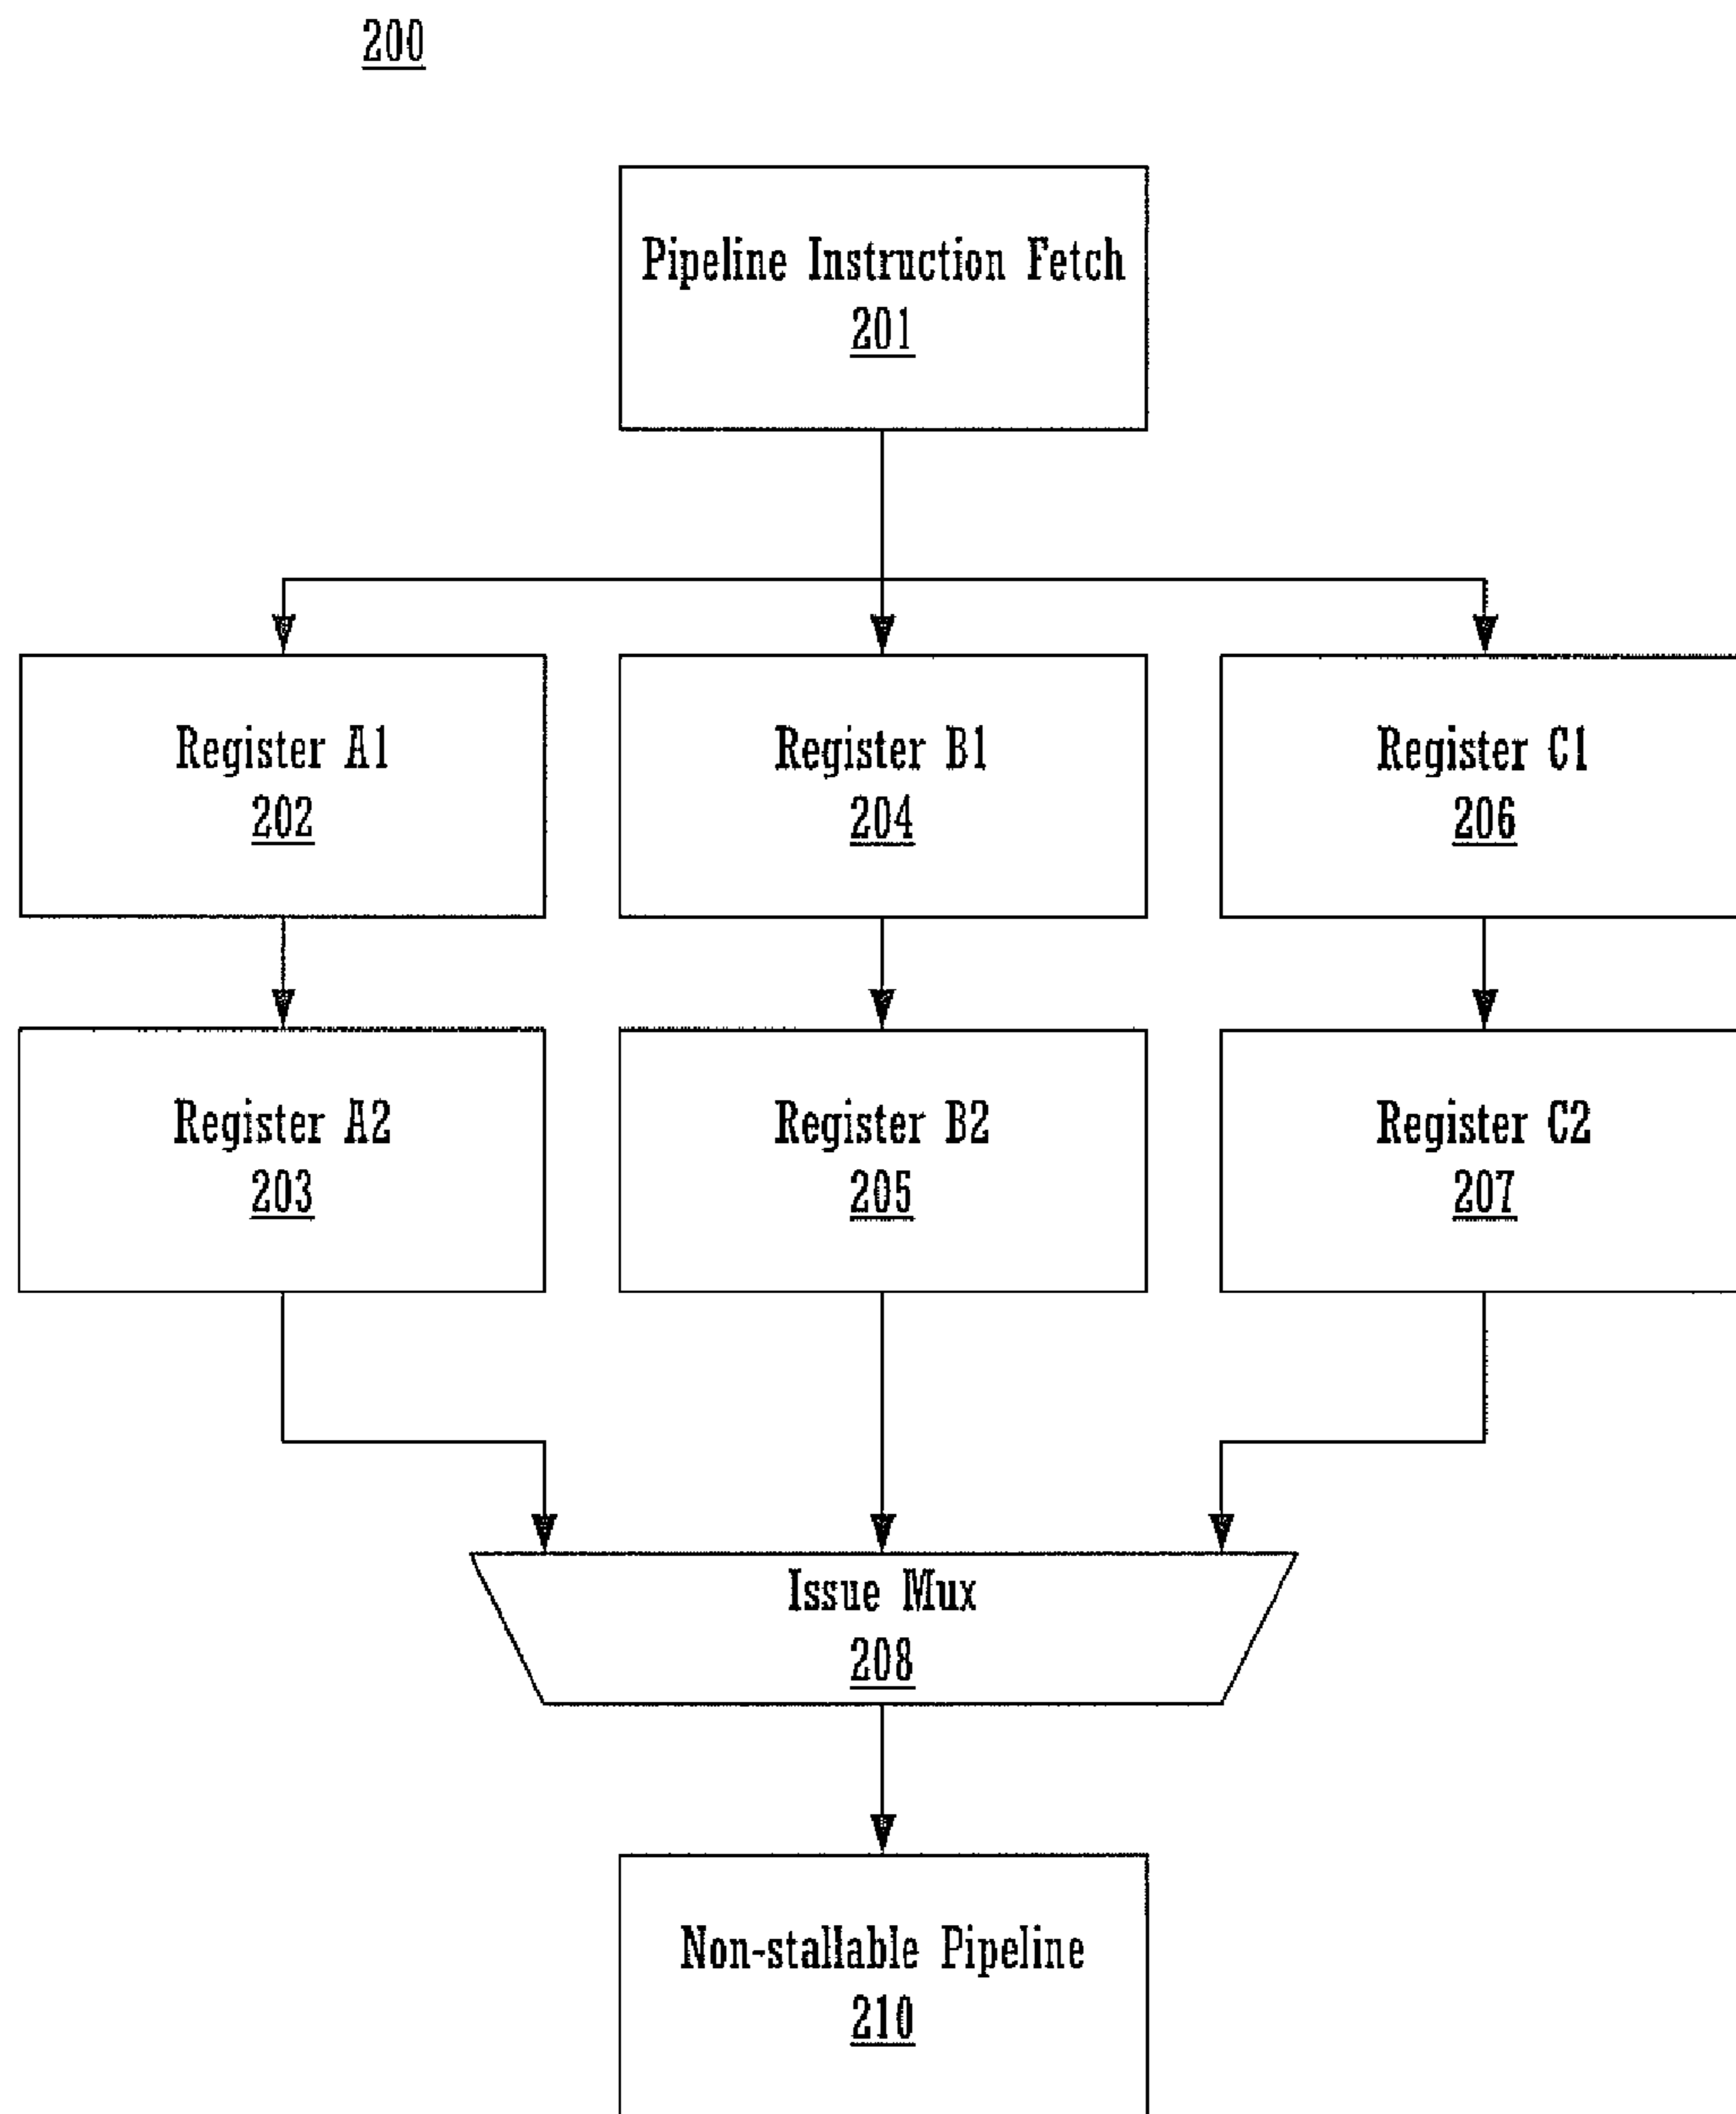 200
Pipeline Instruction Fetch
201
Register A1
202
Register B1
204
Register C1
206
Register A2
203
Register B2
205
Register C2
207
Issue Mux
208
Non-stallable Pipeline
210